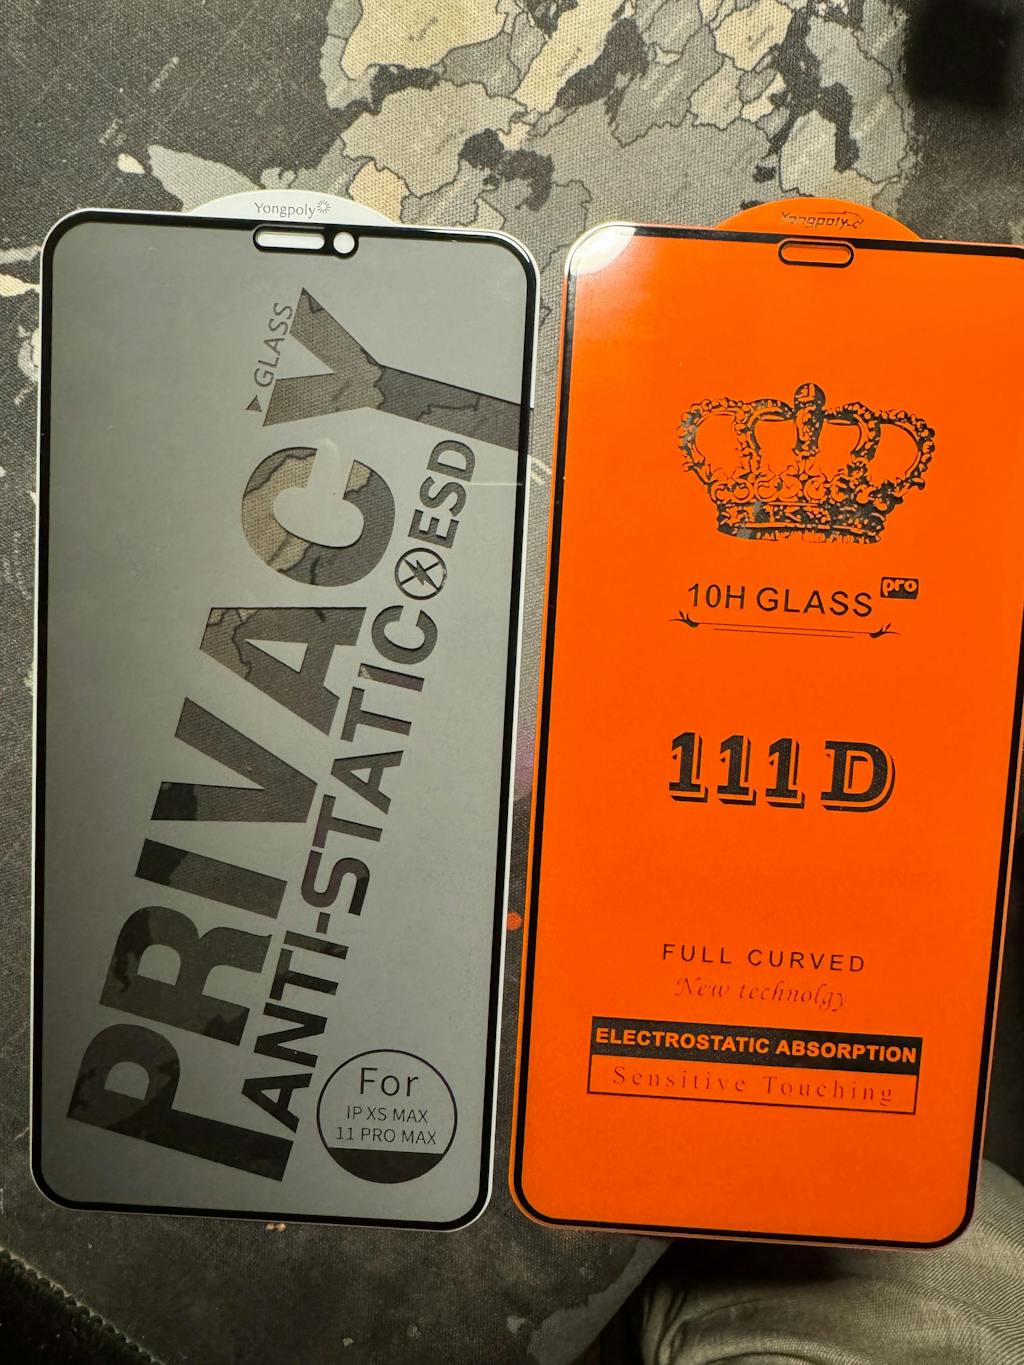 Yongpoly
GLASS
PRIVACY
ANTI-STATIC ESD
For
IP XS MAX
11 PRO MAX
Yongpoly
10H GLASS pro
111D
FULL CURVED
New technolgy
ELECTROSTATIC ABSORPTION
Sensitive Touching